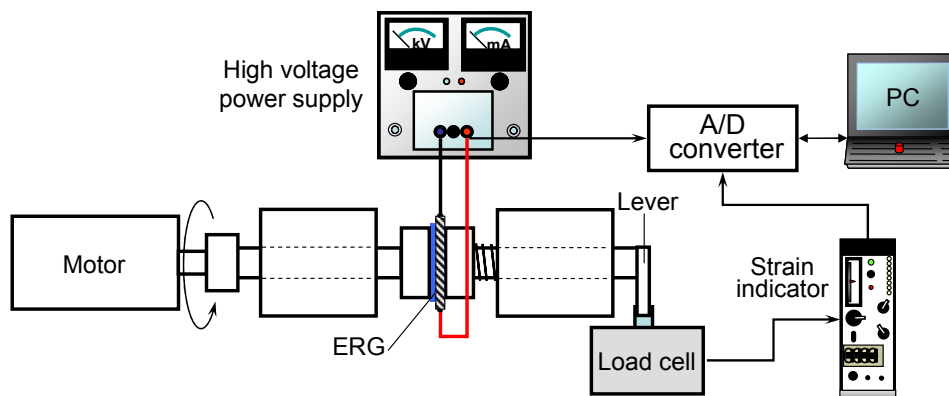 kV
mA
High voltage
power supply
PC
A/D
converter
Lever
Motor
Strain
indicator
ERG
Load cell